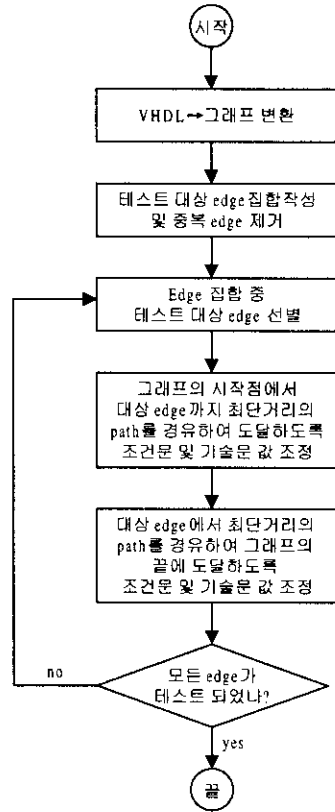 시작
VHDL↔그래프 변환
테스트 대상 edge 집합작성
및 중복 edge 제거
Edge 집합 중
테스트 대상 edge 선별
그래프의 시작점에서
대상 edge까지 최단거리의
path를 경유하여 도달하도록
조건문 및 기술문 값 조정
대상 edge에서 최단거리의
path를 경유하여 그래프의
끝에 도달하도록
조건문 및 기술문 값 조정
모든 edge가
테스트 되었냐?
no
yes
끝